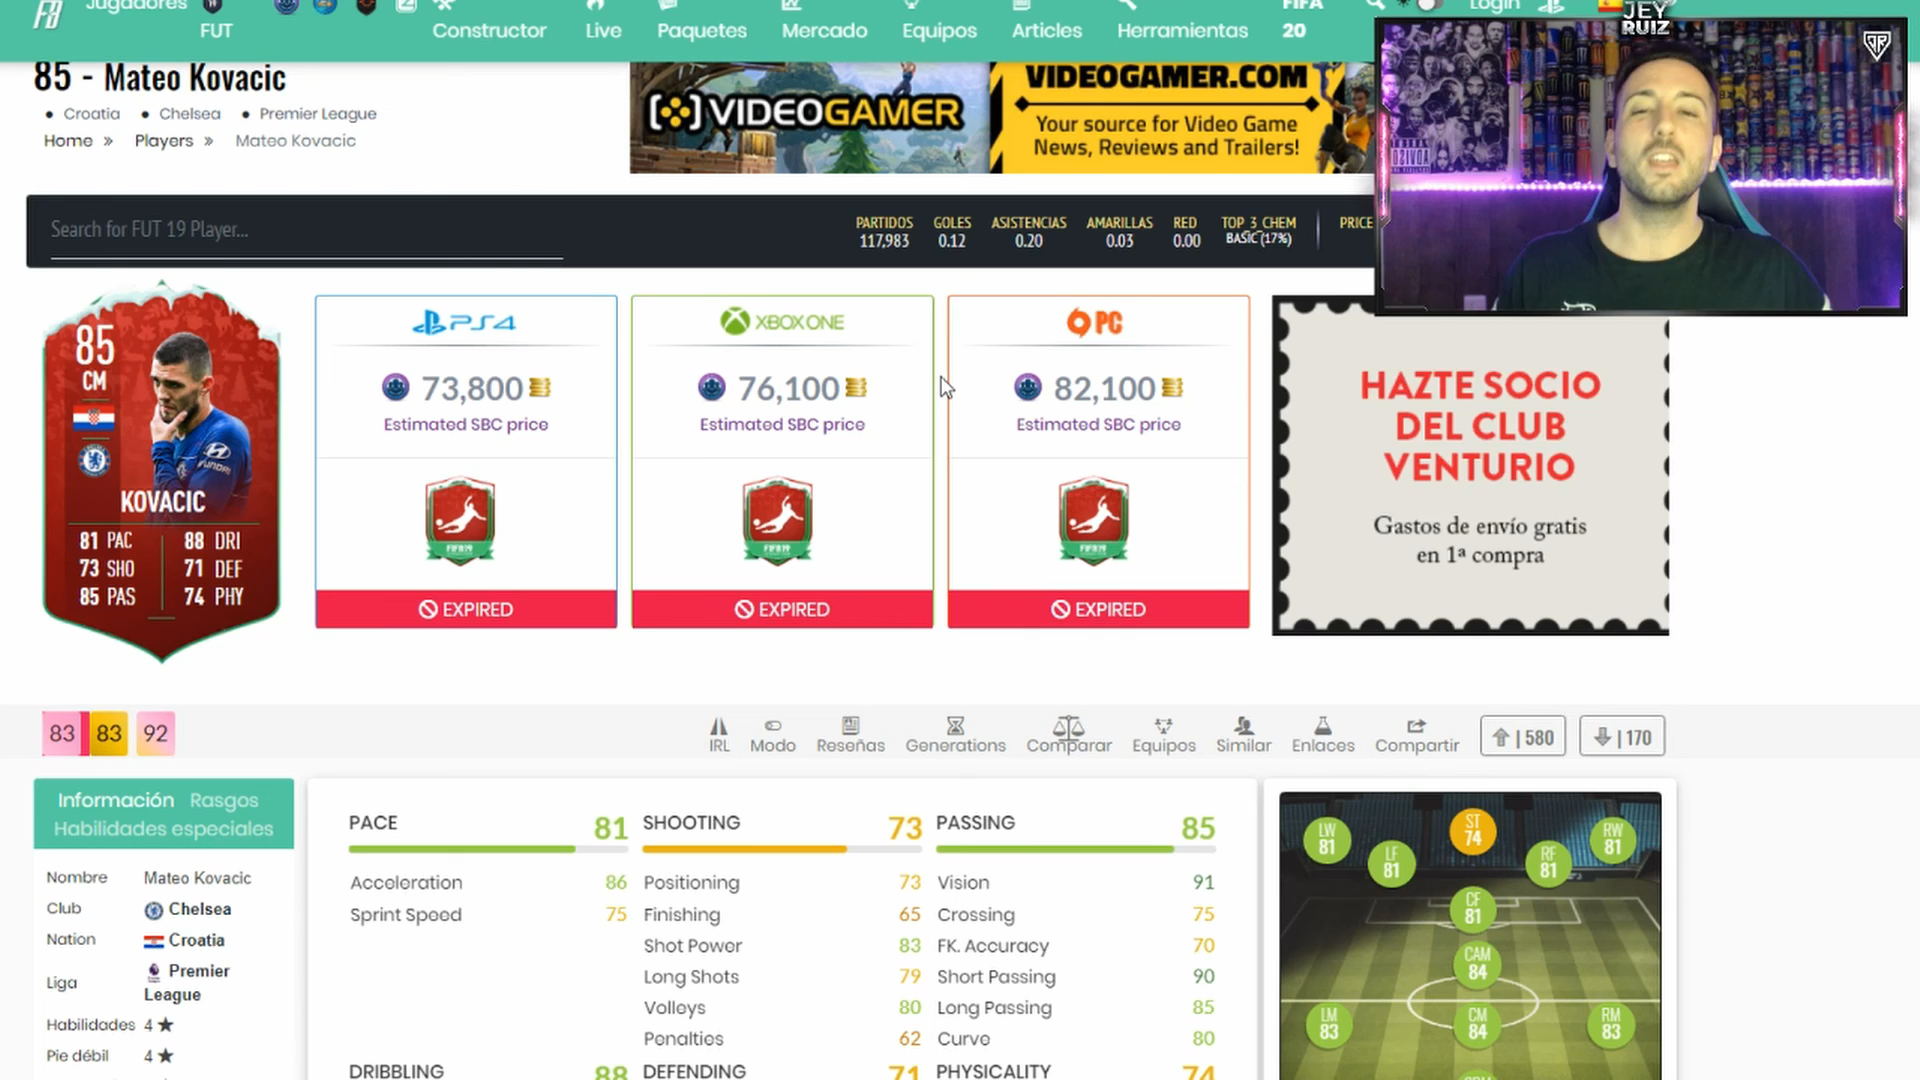 Jugadores
FUT
Constructor
Live
Paquetes
Mercado
Equipos
Articles
Herramientas
FIFA
20
Login
JEY
RUIZ
85 - Mateo Kovacic
Croatia
Chelsea
Premier League
Home »
Players »
Mateo Kovacic
VIDEOGAMER
VIDEOGAMER.COM
Your source for Video Game
News, Reviews and Trailers!
Search for FUT 19 Player...
PARTIDOS
117,983
GOLES
0.12
ASISTENCIAS
0.20
AMARILLAS
0.03
RED
0.00
TOP 3 CHEM
BASIC (17%)
PRICE
85
CM
KOVACIC
81 PAC
88 DRI
73 SHO
71 DEF
85 PAS
74 PHY
PS4
73,800
Estimated SBC price
FIFA19
EXPIRED
XBOX ONE
76,100
Estimated SBC price
FIFA19
EXPIRED
PC
82,100
Estimated SBC price
FIFA19
EXPIRED
HAZTE SOCIO
DEL CLUB
VENTURIO
Gastos de envío gratis
en 1ª compra
83
83
92
IRL
Modo
Reseñas
Generations
Comparar
Equipos
Similar
Enlaces
Compartir
| 580
| 170
Información
Rasgos
Habilidades especiales
Nombre Mateo Kovacic
Club Chelsea
Nation Croatia
Liga Premier
League
Habilidades 4 ★
Pie débil 4 ★
PACE 81
Acceleration 86
Sprint Speed 75
SHOOTING 73
Positioning 73
Finishing 65
Shot Power 83
Long Shots 79
Volleys 80
Penalties 62
PASSING 85
Vision 91
Crossing 75
FK. Accuracy 70
Short Passing 90
Long Passing 85
Curve 80
DRIBBLING 88
DEFENDING 71
PHYSICALITY 74
LW
81
LF
81
ST
74
RF
81
RW
81
CF
81
CAM
84
LM
83
CM
84
RM
83